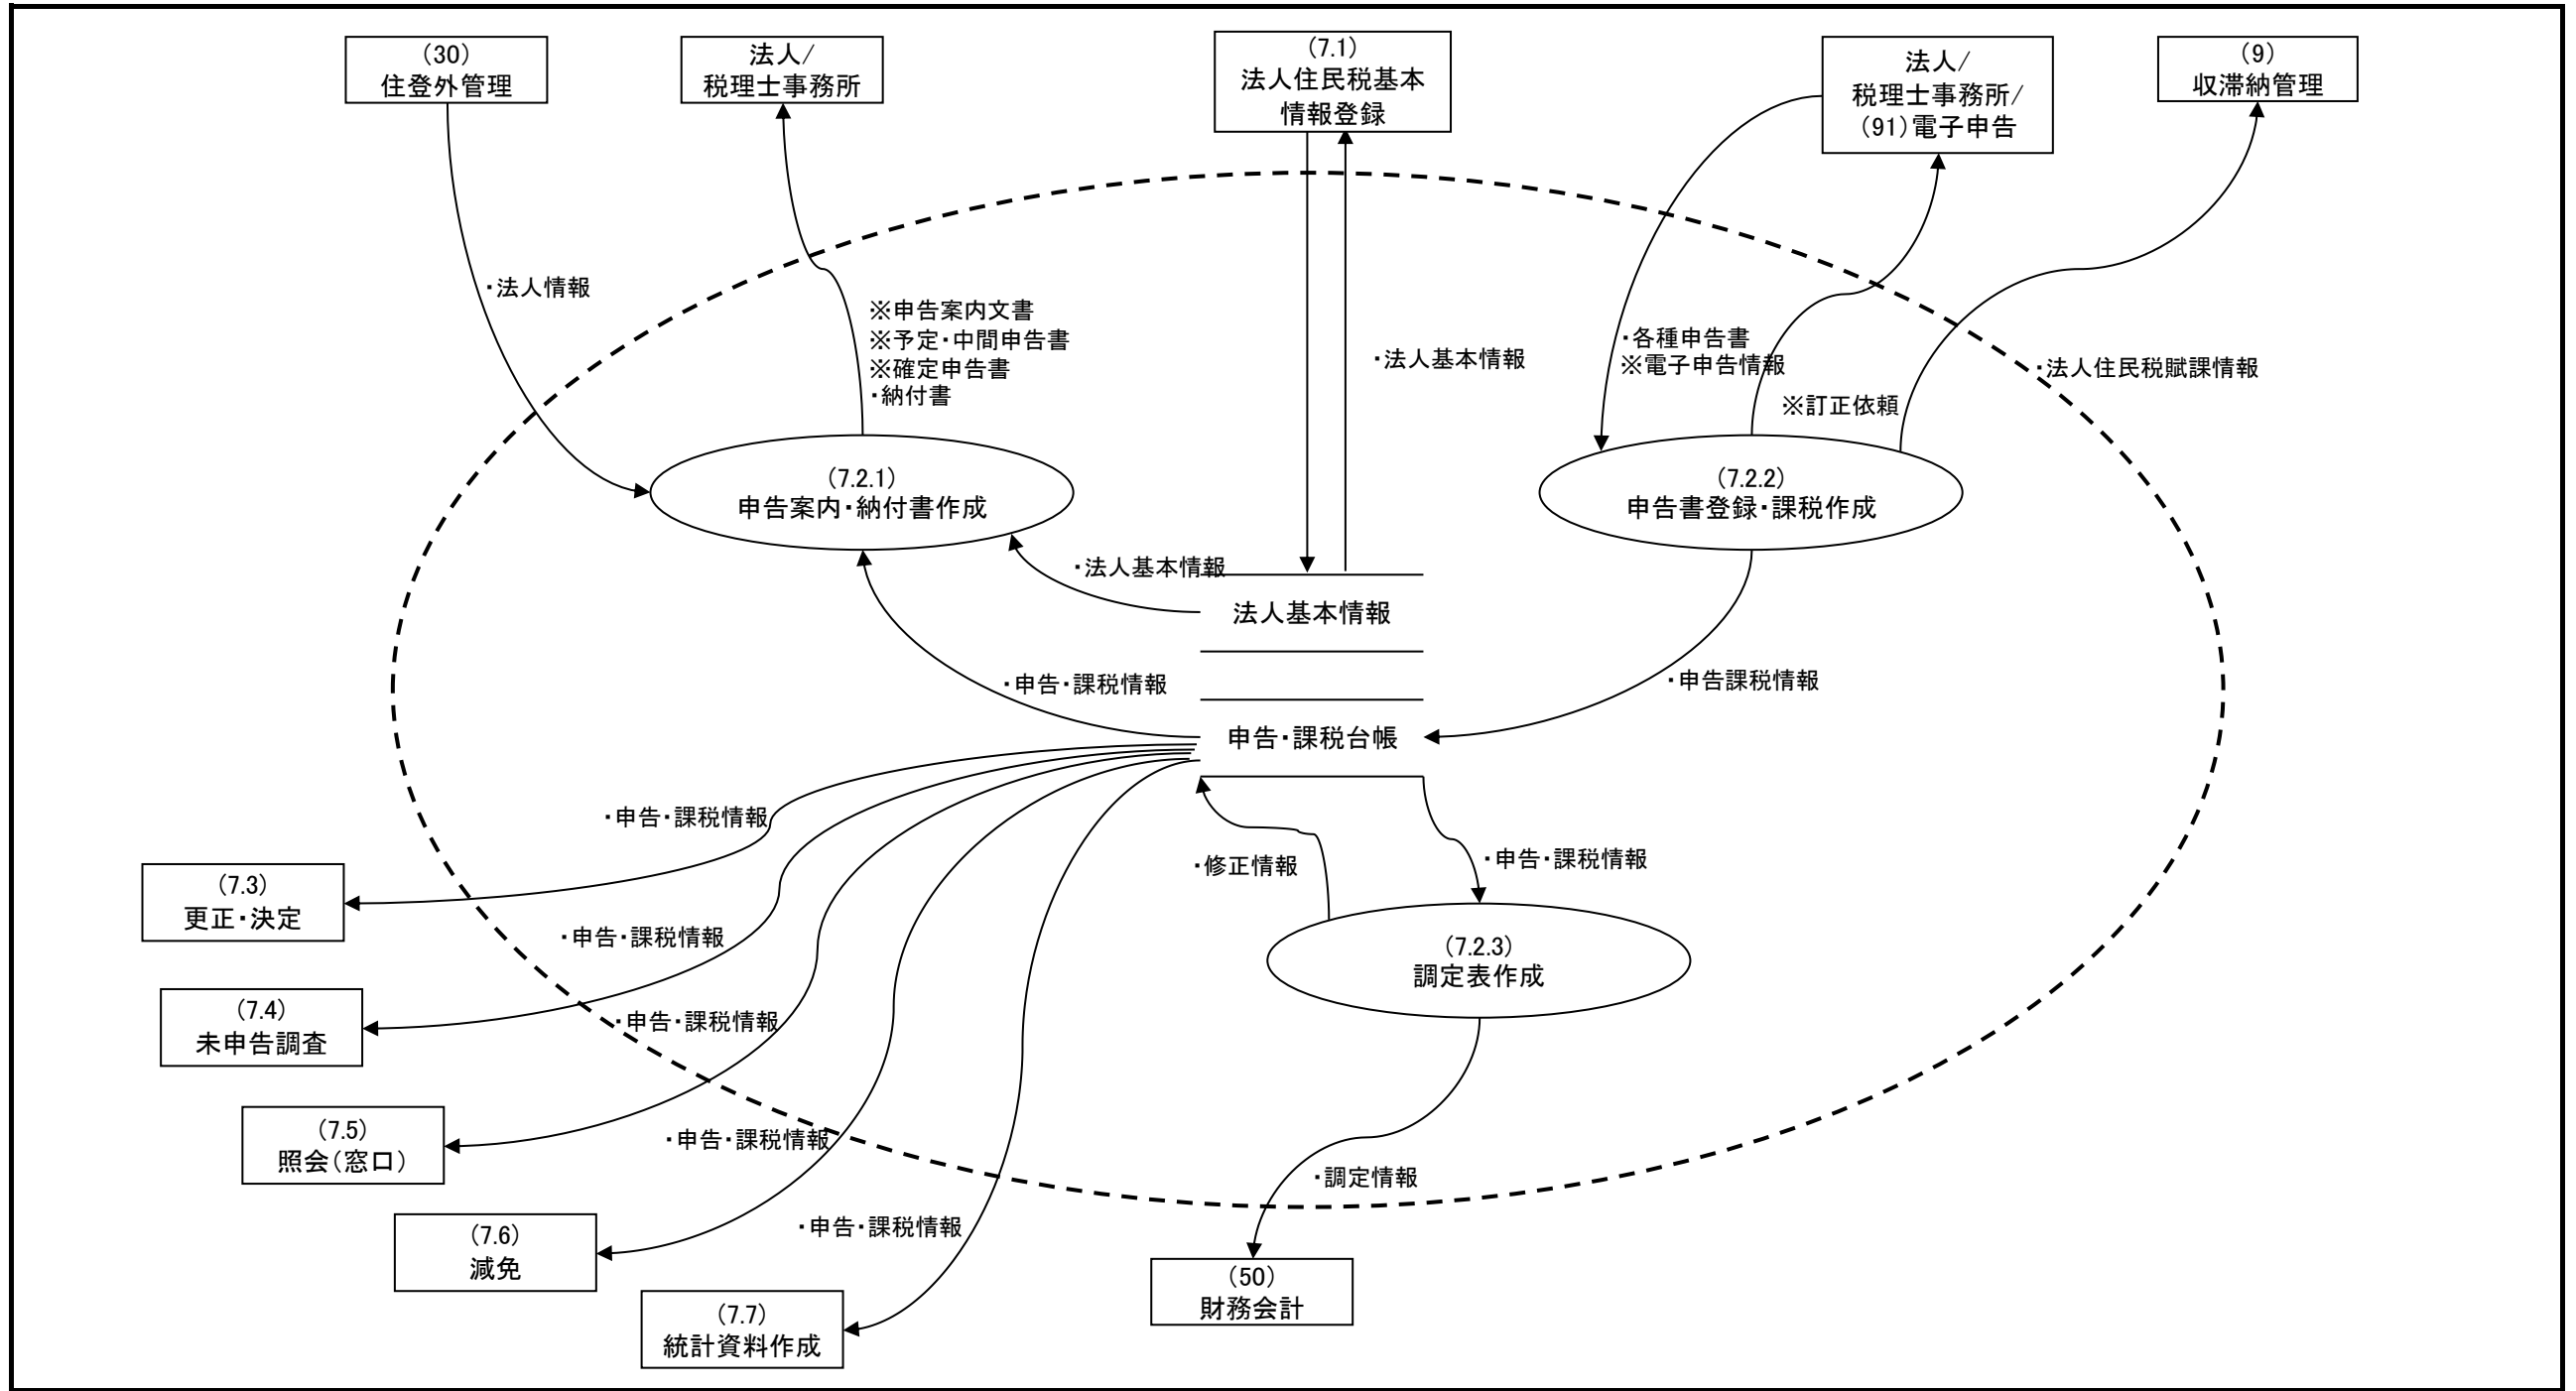 （30）
住登外管理
法人/
税理士事務所
（7.1）
法人住民税基本
情報登録
法人/
税理士事務所/
（91）電子申告
（9）
収滞納管理
・法人情報
※申告案内文書
※予定・中間申告書
※確定申告書
・納付書
・法人基本情報
・各種申告書
※電子申告情報
※訂正依頼
・法人住民税賦課情報
（7.2.1）
申告案内・納付書作成
（7.2.2）
申告書登録・課税作成
・法人基本情報
法人基本情報
・申告・課税情報
・申告課税情報
申告・課税台帳
・申告・課税情報
・修正情報
・申告・課税情報
（7.3）
更正・決定
・申告・課税情報
（7.2.3）
調定表作成
（7.4）
未申告調査
・申告・課税情報
（7.5）
照会（窓口）
・申告・課税情報
・調定情報
（7.6）
減免
・申告・課税情報
（50）
財務会計
（7.7）
統計資料作成